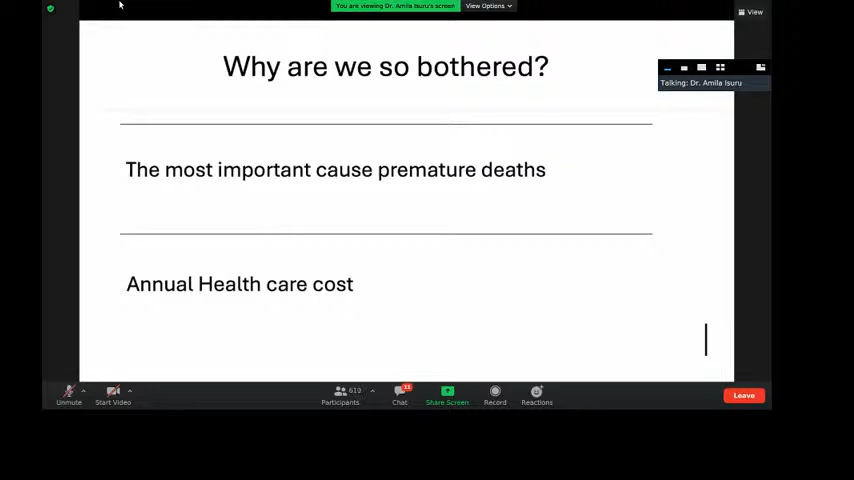 You are viewing Dr. Amila Isuru's screen
View Options
View
Why are we so bothered?
Talking: Dr. Amila Isuru
The most important cause premature deaths
Annual Health care cost
610
31
Unmute
Start Video
Participants
Chat
Share Screen
Record
Reactions
Leave